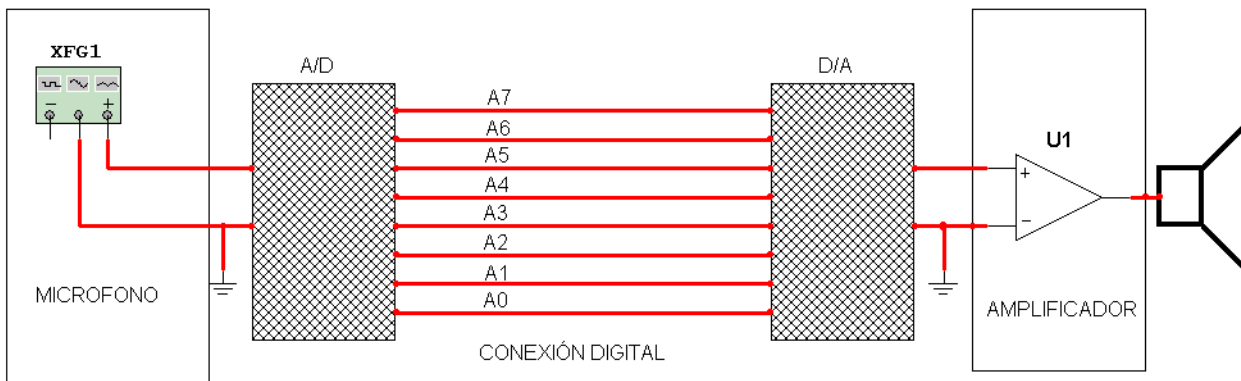 XFG1
A/D
D/A
A7
A6
A5
A4
A3
A2
A1
A0
U1
MICROFONO
CONEXIÓN DIGITAL
AMPLIFICADOR